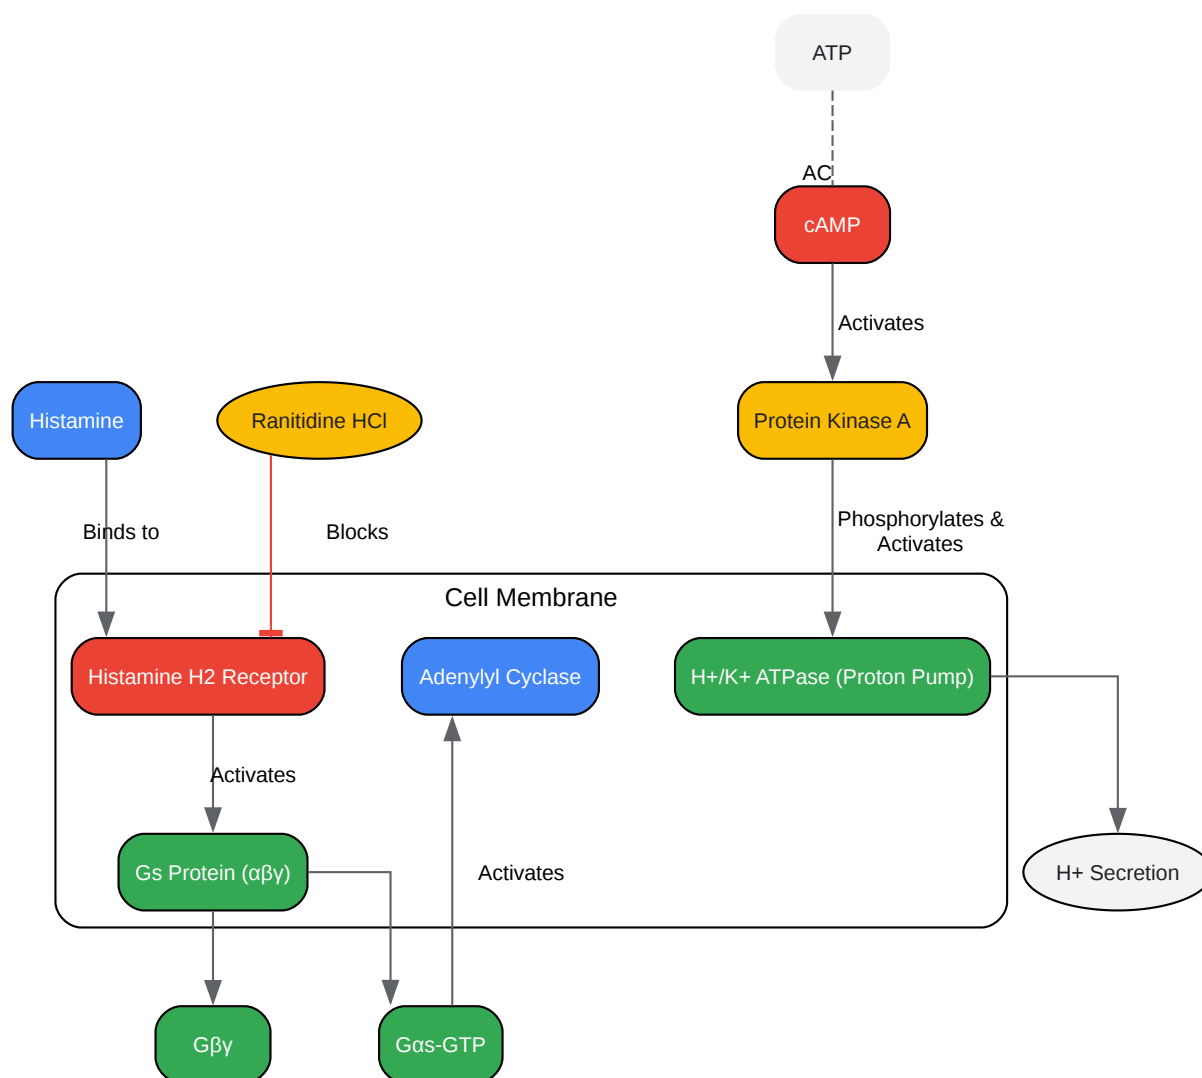 ATP
AC
cAMP
Activates
Histamine
Ranitidine HCl
Protein Kinase A
Binds to
Blocks
Phosphorylates &
Activates
Cell Membrane
Histamine H2 Receptor
Adenylyl Cyclase
H+/K+ ATPase (Proton Pump)
Activates
Gs Protein (αβγ)
Activates
H+ Secretion
Gβγ
Gαs-GTP